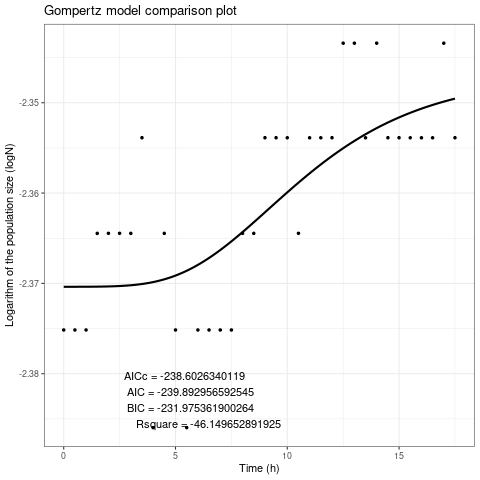 Gompertz model comparison plot
Logarithm of the population size (logN)
-2.35
-2.36
-2.37
-2.38
AICc = -238.6026340119
AIC = -239.892956592545
BIC = -231.975361900264
Rsquare = -46.149652891925
0 5 10 15
Time (h)